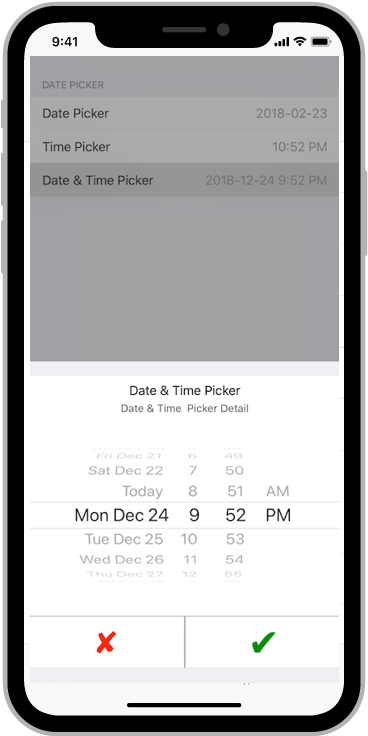 9:41
DATE PICKER
Date Picker 2018-02-23
Time Picker 10:52 PM
Date & Time Picker 2018-12-24 9:52 PM
Date & Time Picker
Date & Time Picker Detail
Fri Dec 21 6 49
Sat Dec 22 7 50
Today 8 51 AM
Mon Dec 24 9 52 PM
Tue Dec 25 10 53
Wed Dec 26 11 54
Thu Dec 27 12 55
✘ ✔